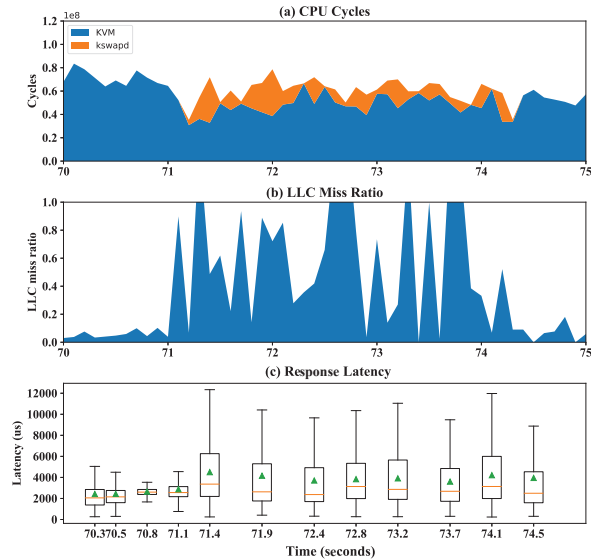 (a) CPU Cycles
1e8
KVM
kswapd
Cycles
1.2
1.0
0.8
0.6
0.4
0.2
0.0
70 71 72 73 74 75
(b) LLC Miss Ratio
LLC miss ratio
1.0
0.8
0.6
0.4
0.2
0.0
70 71 72 73 74 75
(c) Response Latency
Latency (us)
12000
10000
8000
6000
4000
2000
0
70.3 70.5 70.8 71.1 71.4 71.9 72.4 72.8 73.2 73.7 74.1 74.5
Time (seconds)